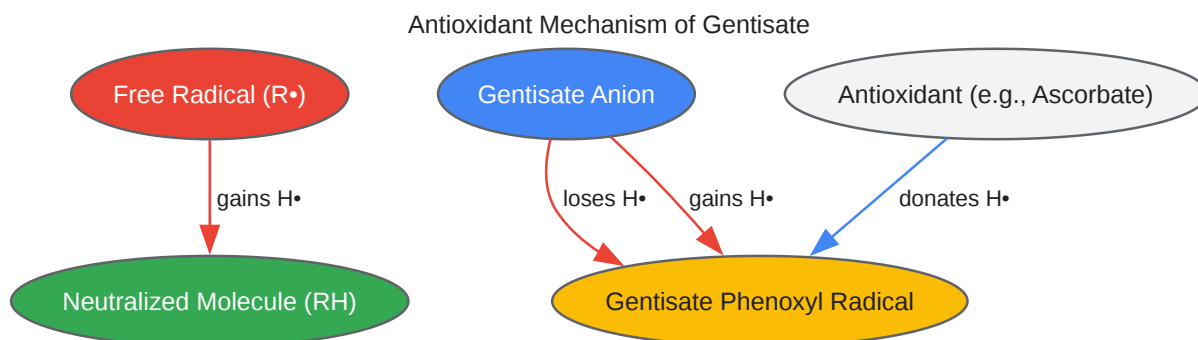 Antioxidant Mechanism of Gentisate
Free Radical (R•)
Gentisate Anion
Antioxidant (e.g., Ascorbate)
gains H•
loses H•
gains H•
donates H•
Neutralized Molecule (RH)
Gentisate Phenoxyl Radical